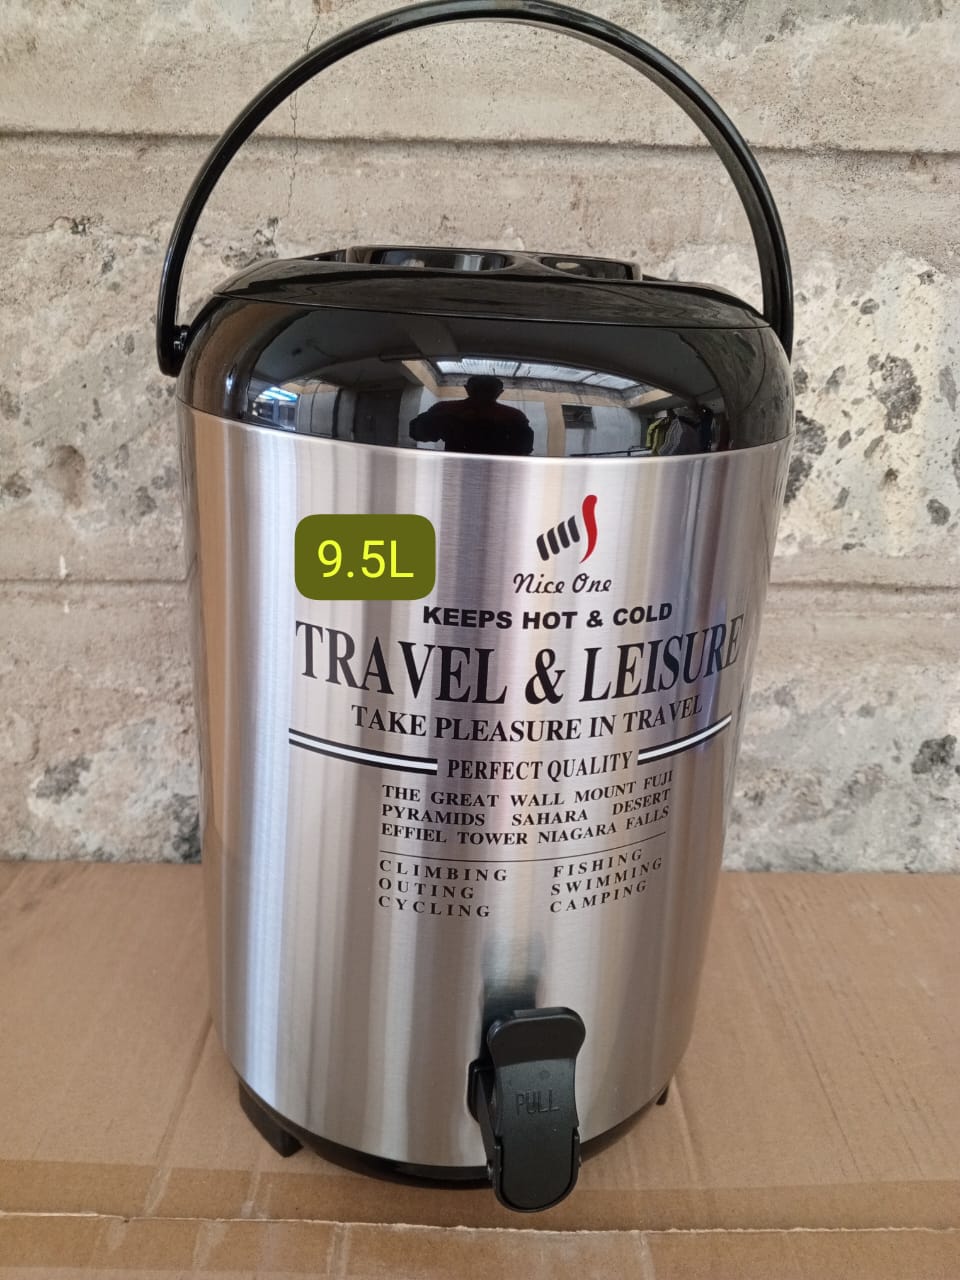 9.5L
Nice One
KEEPS HOT & COLD
TRAVEL & LEISURE
TAKE PLEASURE IN TRAVEL
PERFECT QUALITY
THE GREAT WALL MOUNT FUJI
PYRAMIDS SAHARA DESERT
EFFIEL TOWER NIAGARA FALLS
CLIMBING FISHING
OUTING SWIMMING
CYCLING CAMPING
PULL